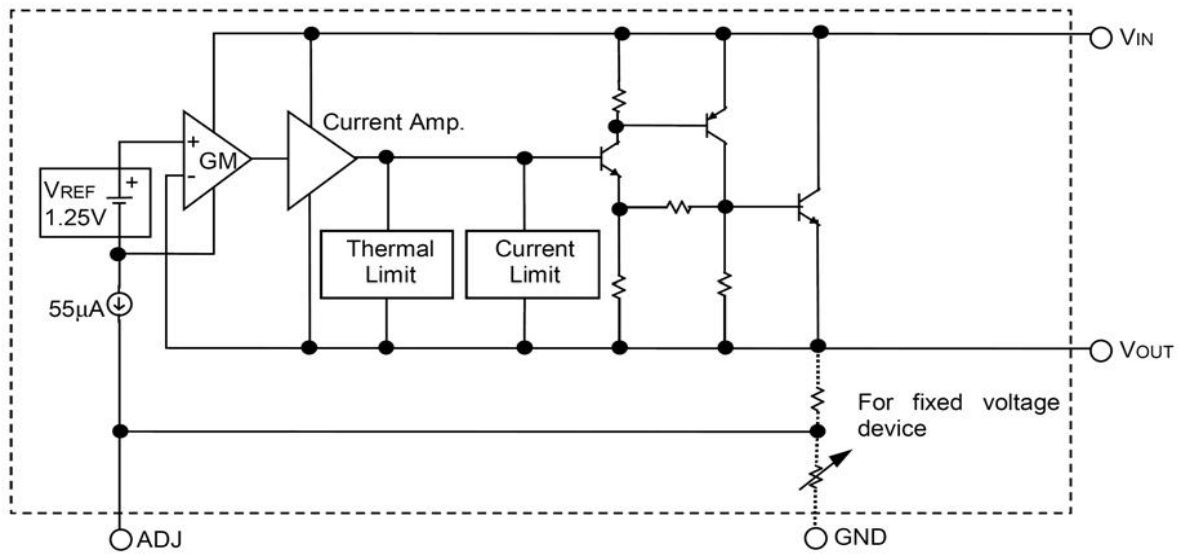 VIN
Current Amp.
+
GM
-
VREF
+
1.25V
Thermal
Limit
Current
Limit
55µA
VOUT
For fixed voltage
device
ADJ
GND